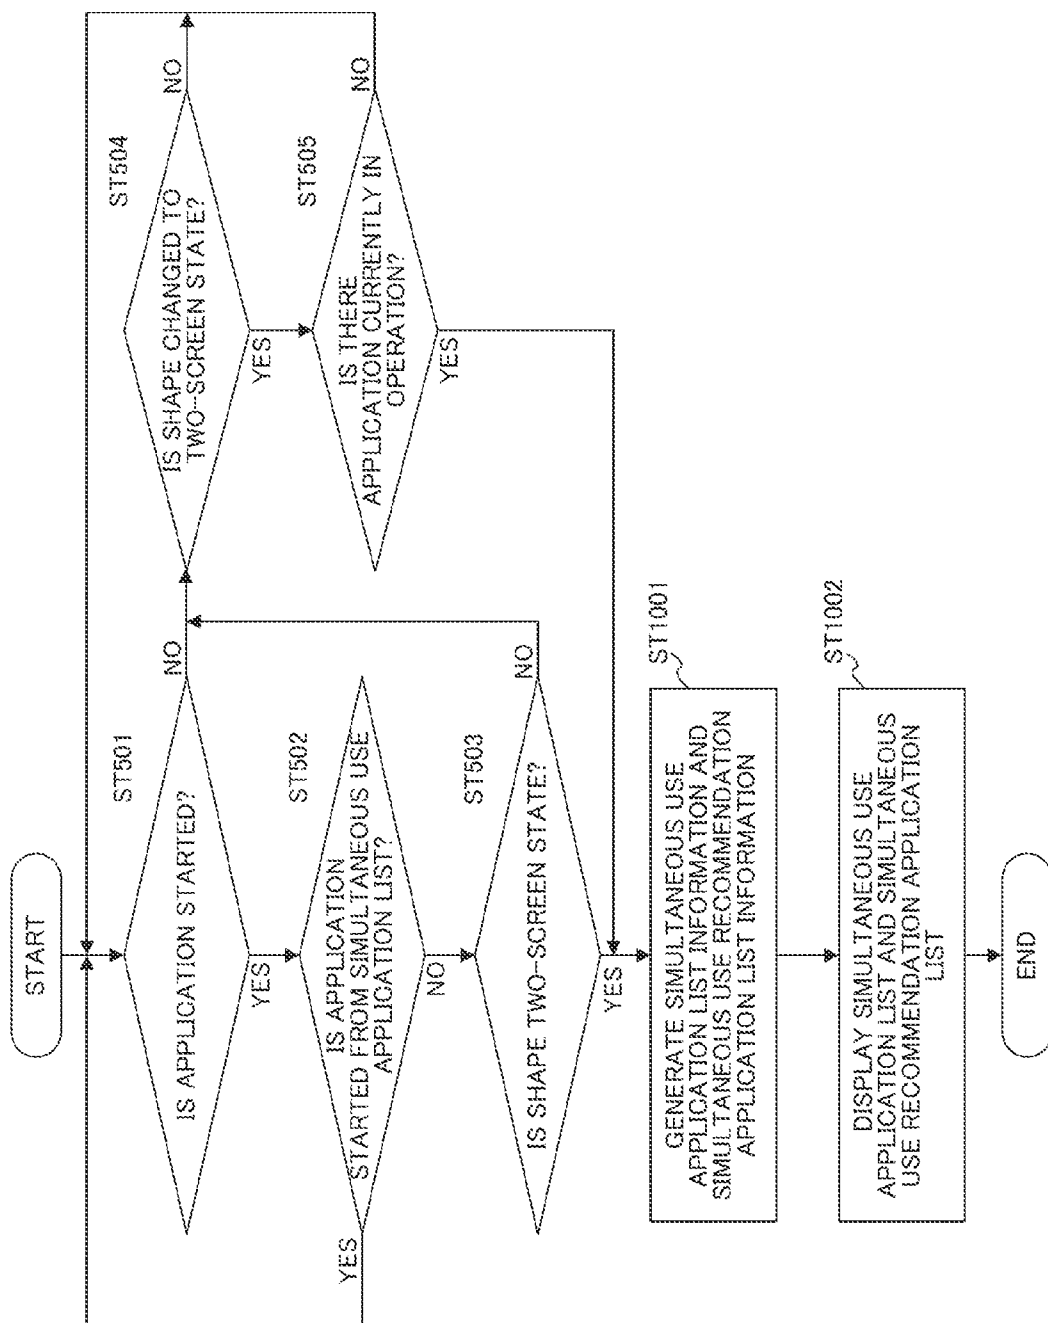 START
ST501
IS APPLICATION STARTED?
NO
YES
ST502
IS APPLICATION
STARTED FROM SIMULTANEOUS USE
APPLICATION LIST?
YES
NO
ST503
IS SHAPE TWO-SCREEN STATE?
NO
YES
ST504
IS SHAPE CHANGED TO
TWO-SCREEN STATE?
NO
YES
ST505
IS THERE
APPLICATION CURRENTLY IN
OPERATION?
NO
YES
ST1001
GENERATE SIMULTANEOUS USE
APPLICATION LIST INFORMATION AND
SIMULTANEOUS USE RECOMMENDATION
APPLICATION LIST INFORMATION
ST1002
DISPLAY SIMULTANEOUS USE
APPLICATION LIST AND SIMULTANEOUS
USE RECOMMENDATION APPLICATION
LIST
END